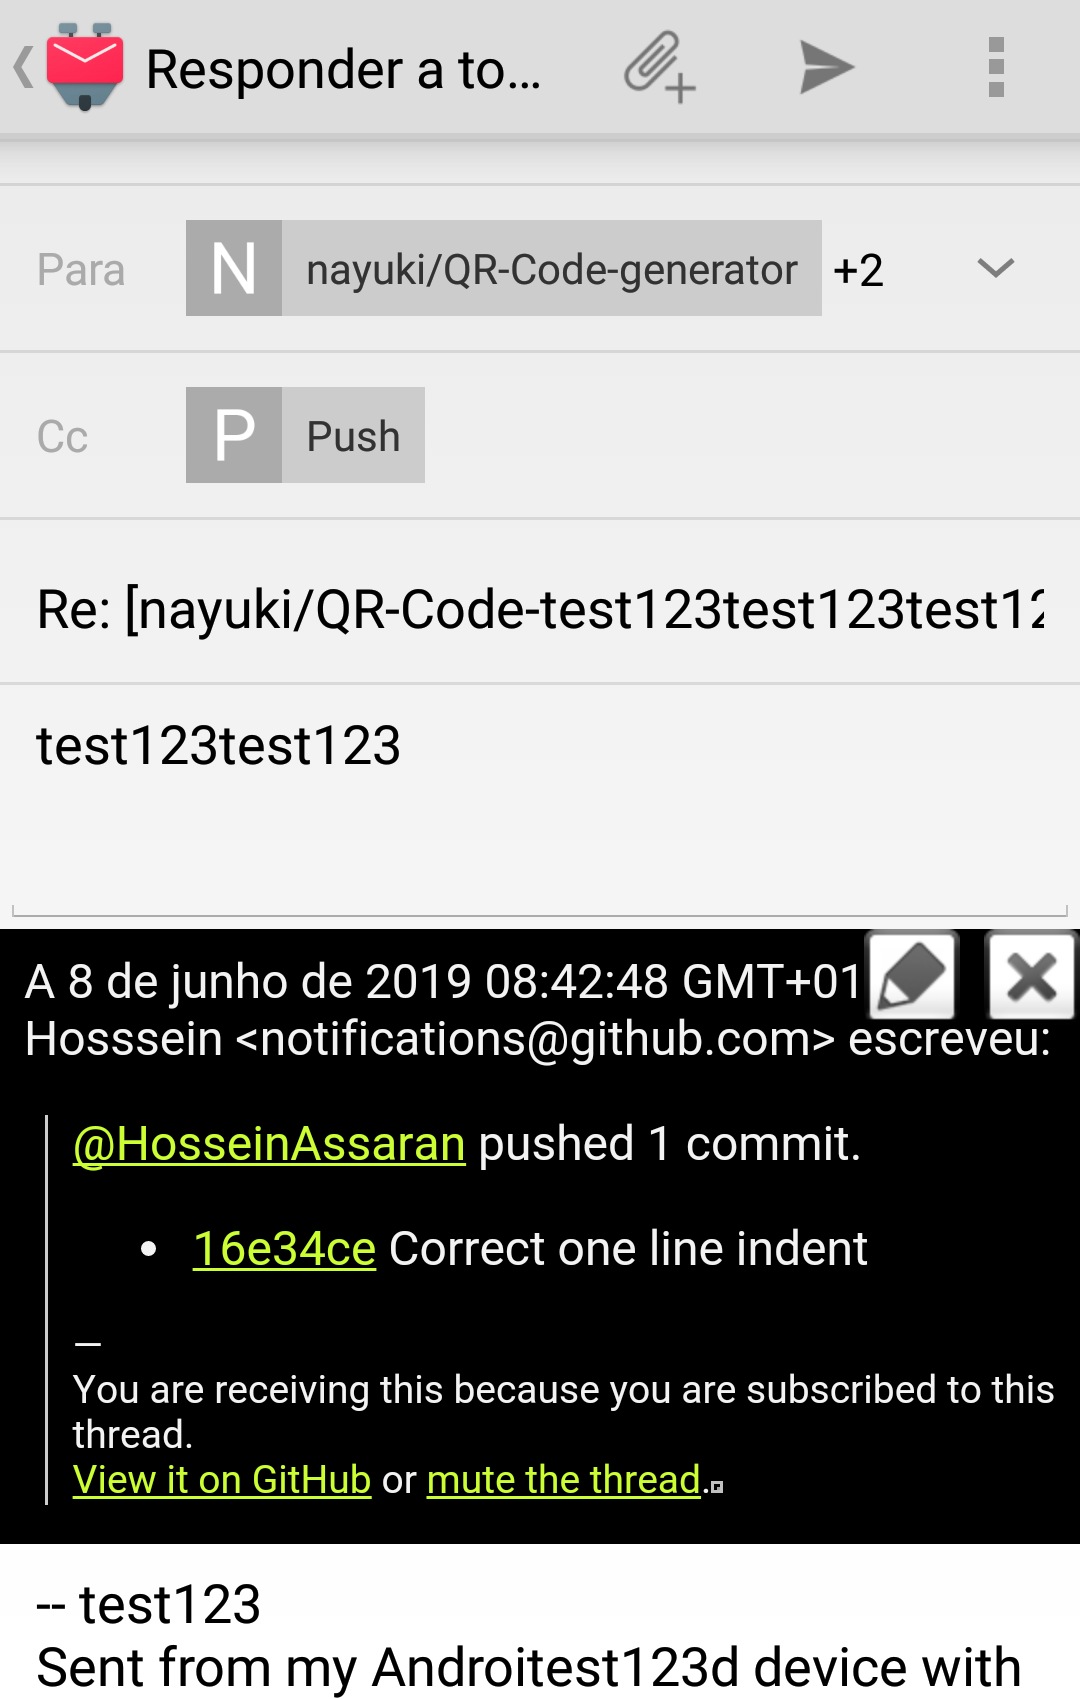 Responder a to...
Para N nayuki/QR-Code-generator +2
Cc P Push
Re: [nayuki/QR-Code-test123test123test12
test123test123
A 8 de junho de 2019 08:42:48 GMT+01
Hosssein <notifications@github.com> escreveu:
@HosseinAssaran pushed 1 commit.
• 16e34ce Correct one line indent
—
You are receiving this because you are subscribed to this
thread.
View it on GitHub or mute the thread.
-- test123
Sent from my Androitest123d device with